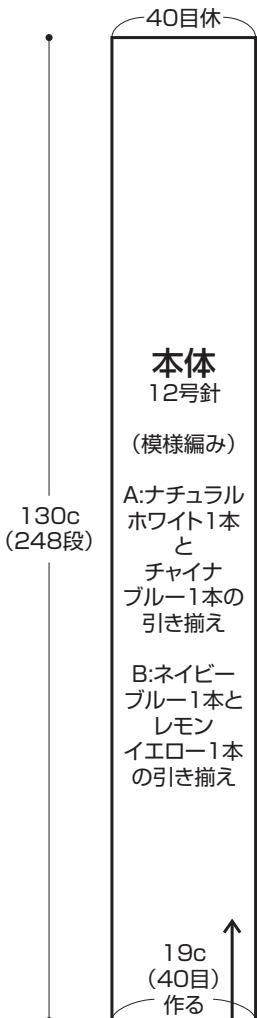 40目休
本体
12号針
（模様編み）
A:ナチュラル
ホワイト1本
と
チャイナ
ブルー1本の
引き揃え
B:ネイビー
ブルー1本と
レモン
イエロー1本
の引き揃え
130c
（248段）
19c
（40目）
作る